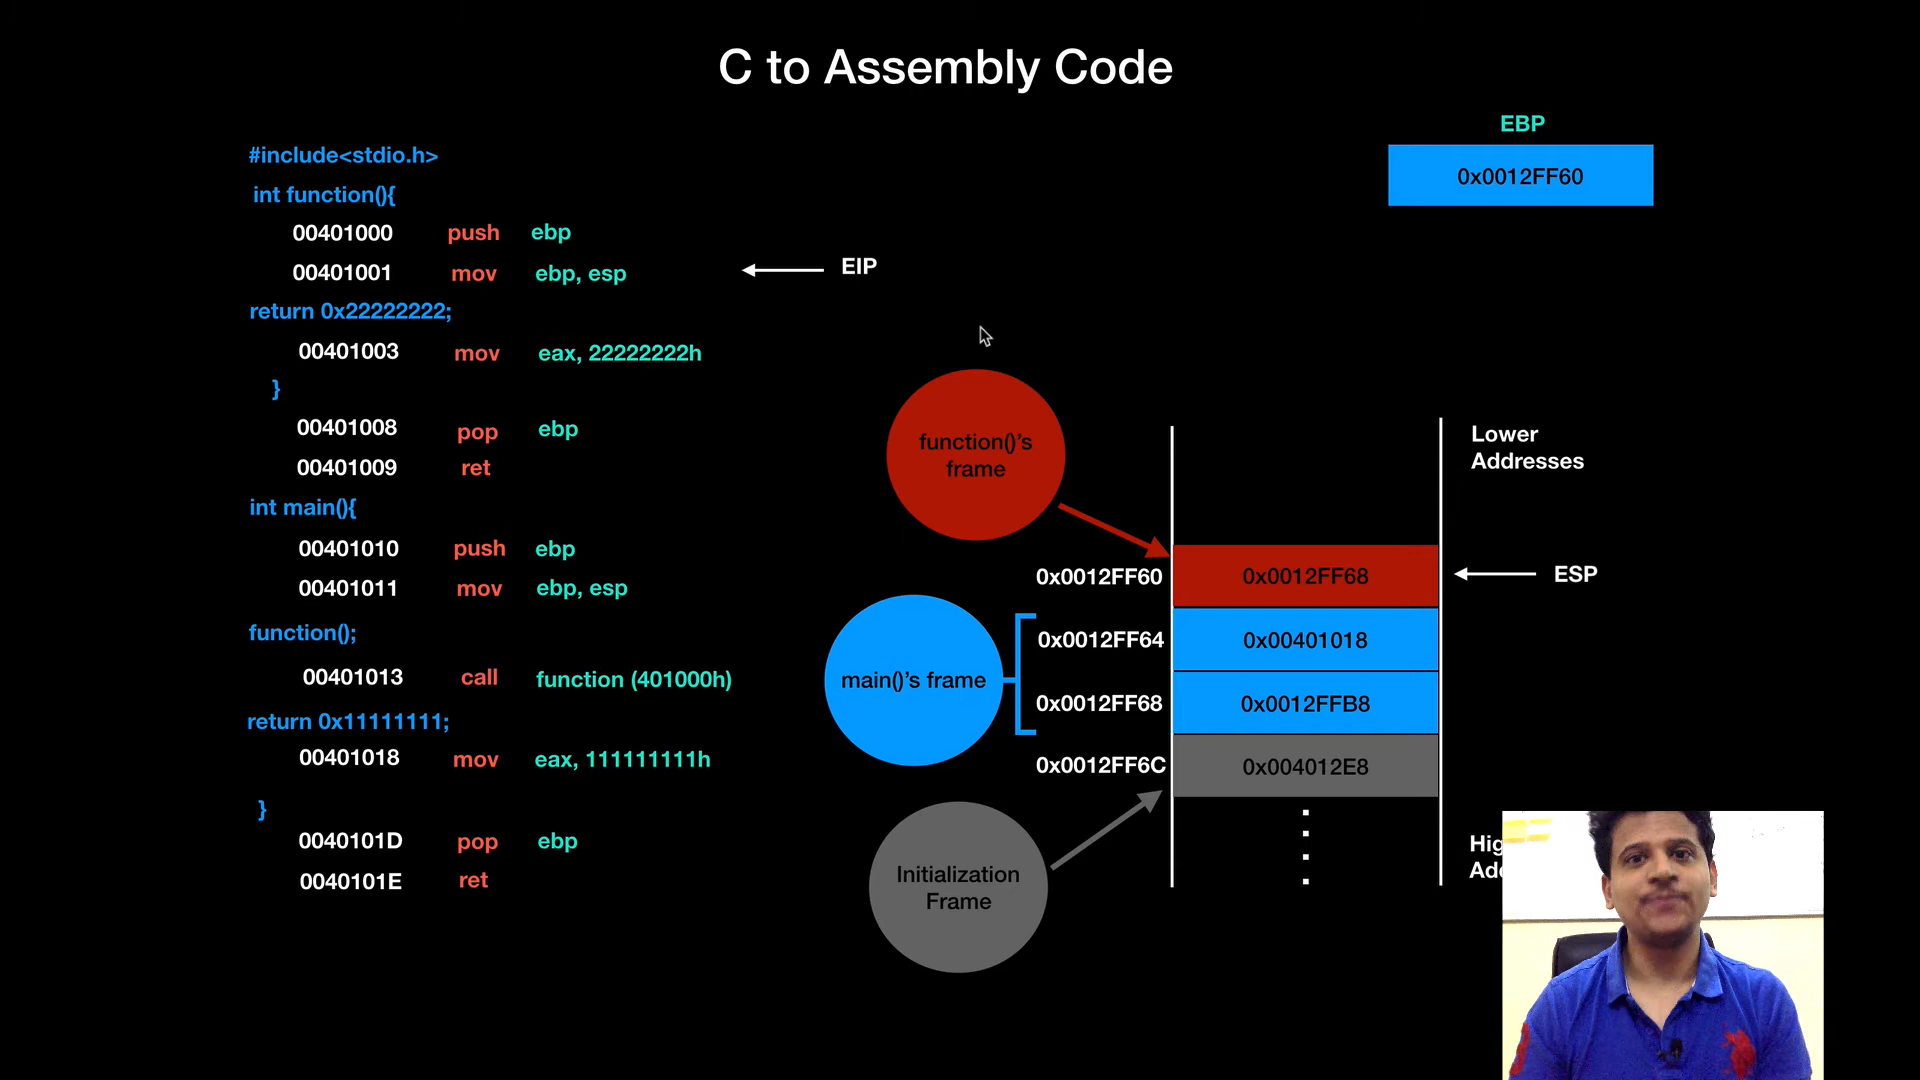 C to Assembly Code
#include<stdio.h>
int function(){
00401000 push ebp
00401001 mov ebp, esp
return 0x22222222;
00401003 mov eax, 22222222h
}
00401008 pop ebp
00401009 ret
int main(){
00401010 push ebp
00401011 mov ebp, esp
function();
00401013 call function (401000h)
return 0x11111111;
00401018 mov eax, 111111111h
}
0040101D pop ebp
0040101E ret
EIP
EBP
0x0012FF60
function()'s
frame
main()'s frame
Initialization
Frame
Lower
Addresses
0x0012FF60 0x0012FF68
ESP
0x0012FF64 0x00401018
0x0012FF68 0x0012FFB8
0x0012FF6C 0x004012E8